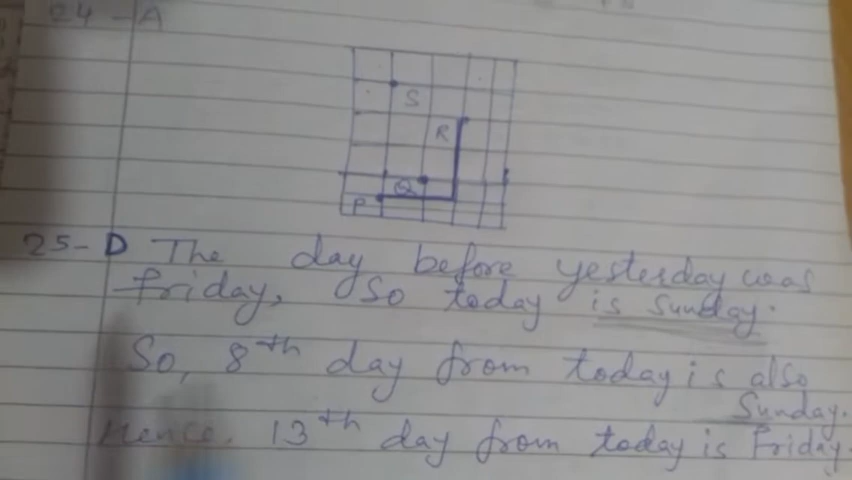 24 - A
S
R
Q
P
25- D The day before yesterday was
friday, So today is Sunday.
So, 8th day from today is also
Sunday.
Hence, 13th day from today is Friday.